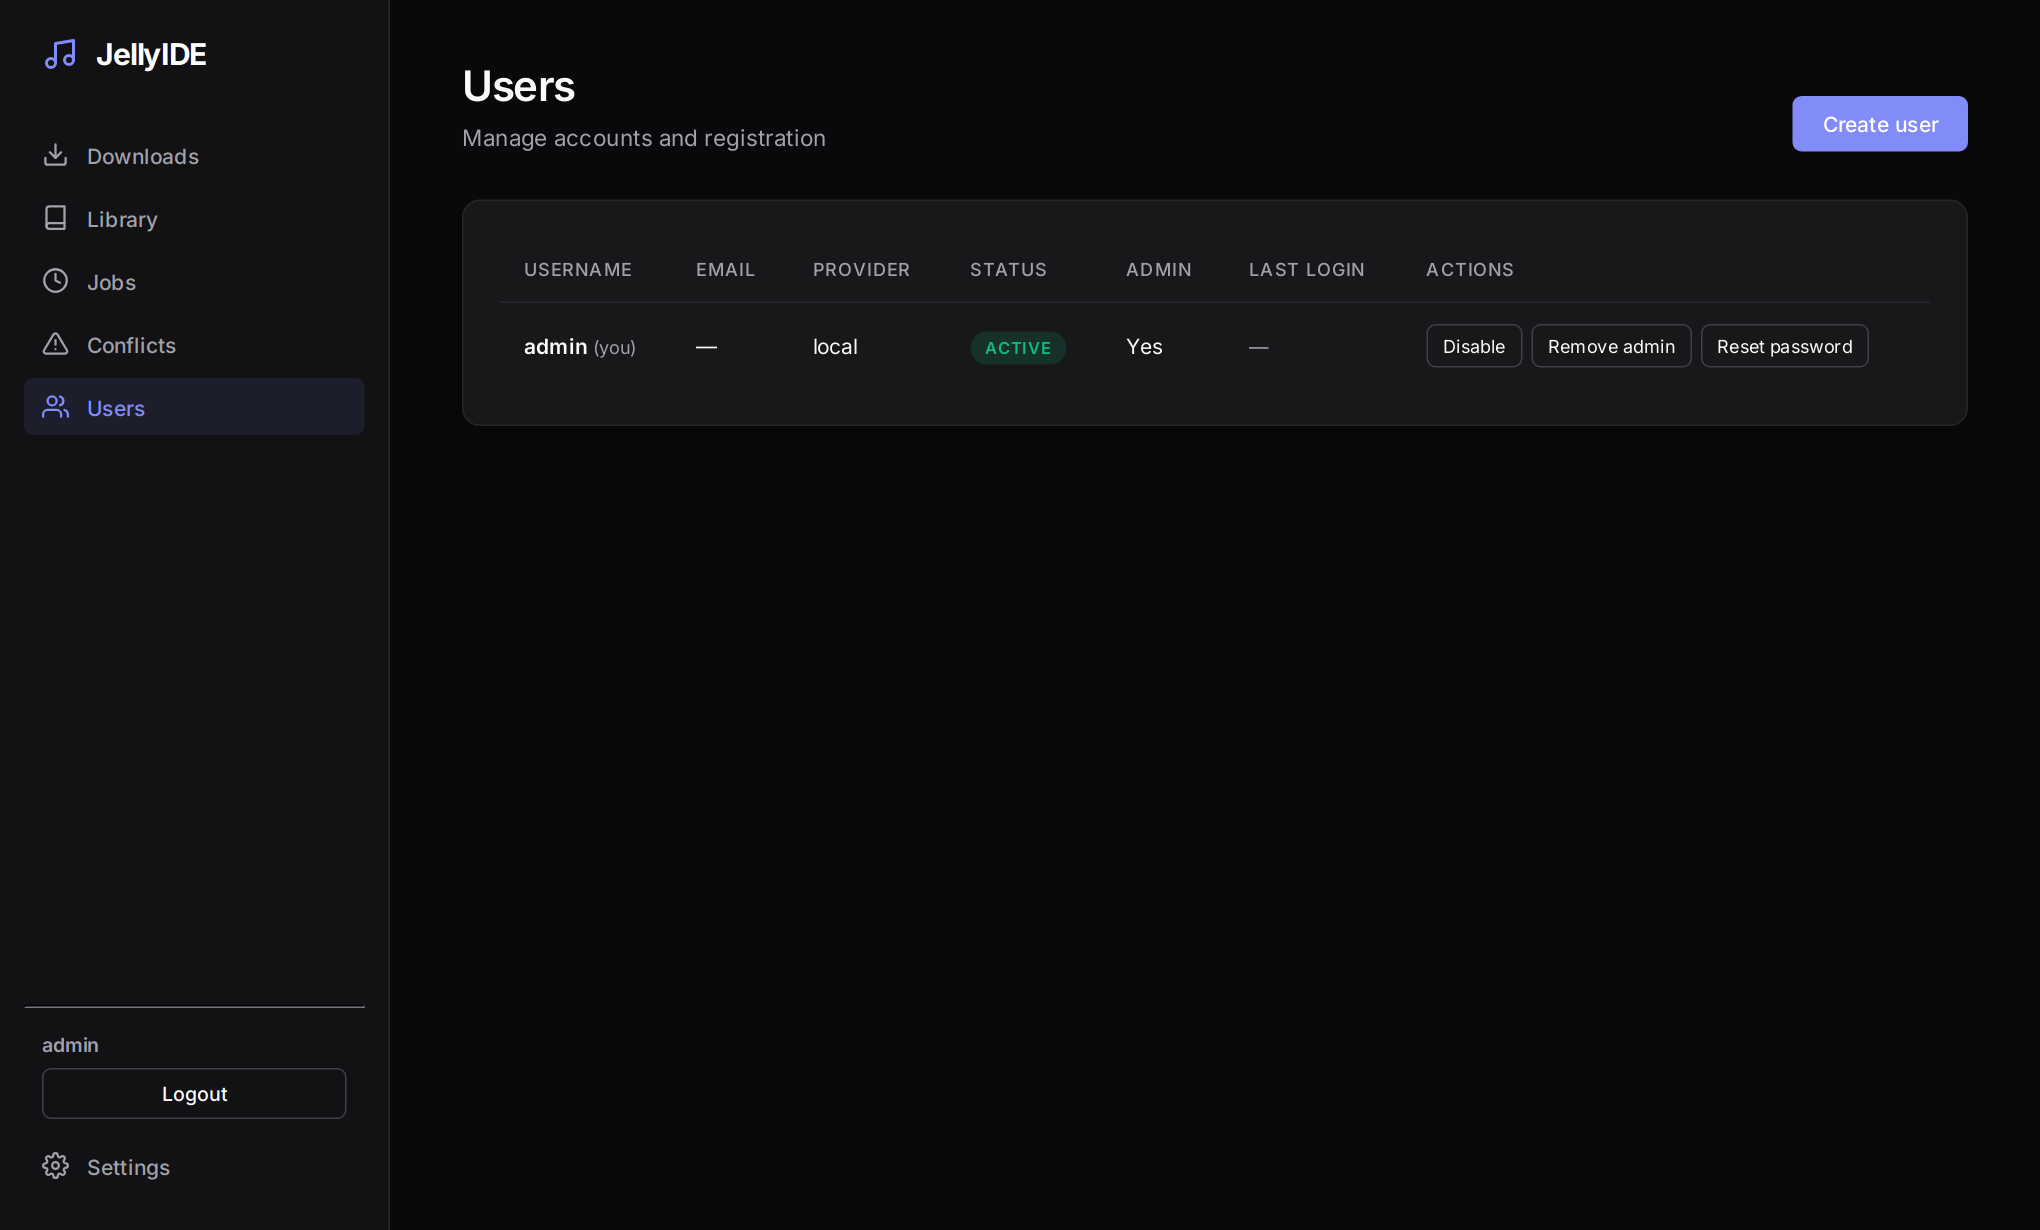 JellyIDE
Downloads
Library
Jobs
Conflicts
Users
admin
Logout
Settings
Users
Manage accounts and registration
Create user
USERNAME EMAIL PROVIDER STATUS ADMIN LAST LOGIN ACTIONS
admin (you) — local ACTIVE Yes — Disable Remove admin Reset password